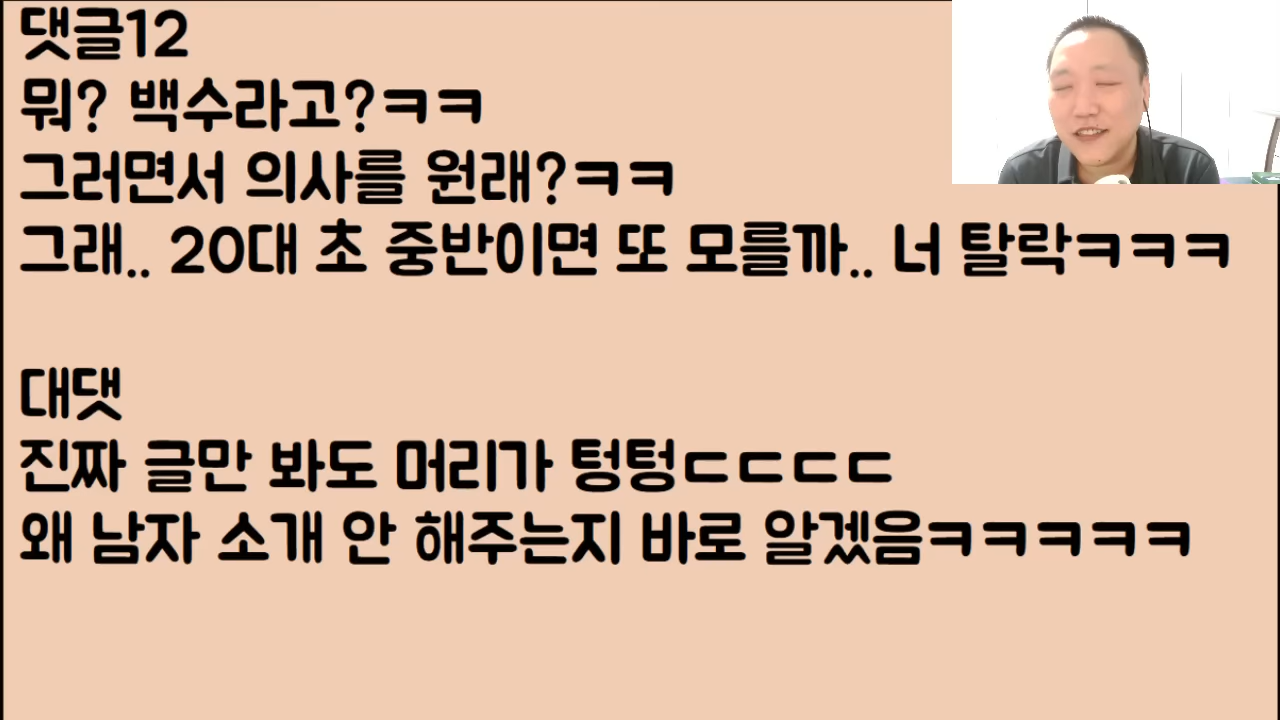 댓글12
뭐? 백수라고?ㅋㅋ
그러면서 의사를 원래?ㅋㅋ
그래.. 20대 초 중반이면 또 모를까.. 너 탈락ㅋㅋㅋ
대댓
진짜 글만 봐도 머리가 텅텅ㄷㄷㄷㄷ
왜 남자 소개 안 해주는지 바로 알겠음ㅋㅋㅋㅋㅋ